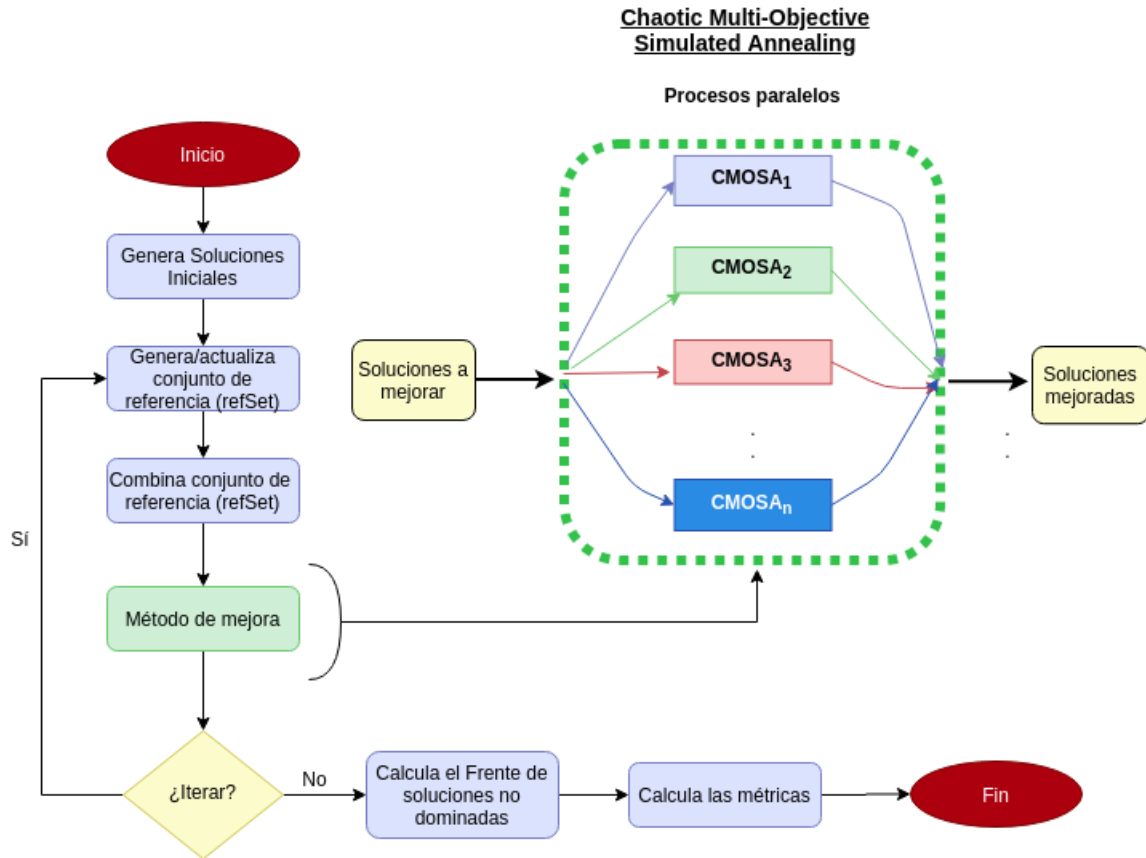 Chaotic Multi-Objective
Simulated Annealing
Procesos paralelos
Inicio
Genera Soluciones
Iniciales
Genera/actualiza
conjunto de
referencia (refSet)
Combina conjunto de
referencia (refSet)
Sí
Método de mejora
¿Iterar?
No
Calcula el Frente de
soluciones no
dominadas
Calcula las métricas
Fin
Soluciones a
mejorar
CMOSA1
CMOSA2
CMOSA3
:
CMOSAn
Soluciones
mejoradas
: